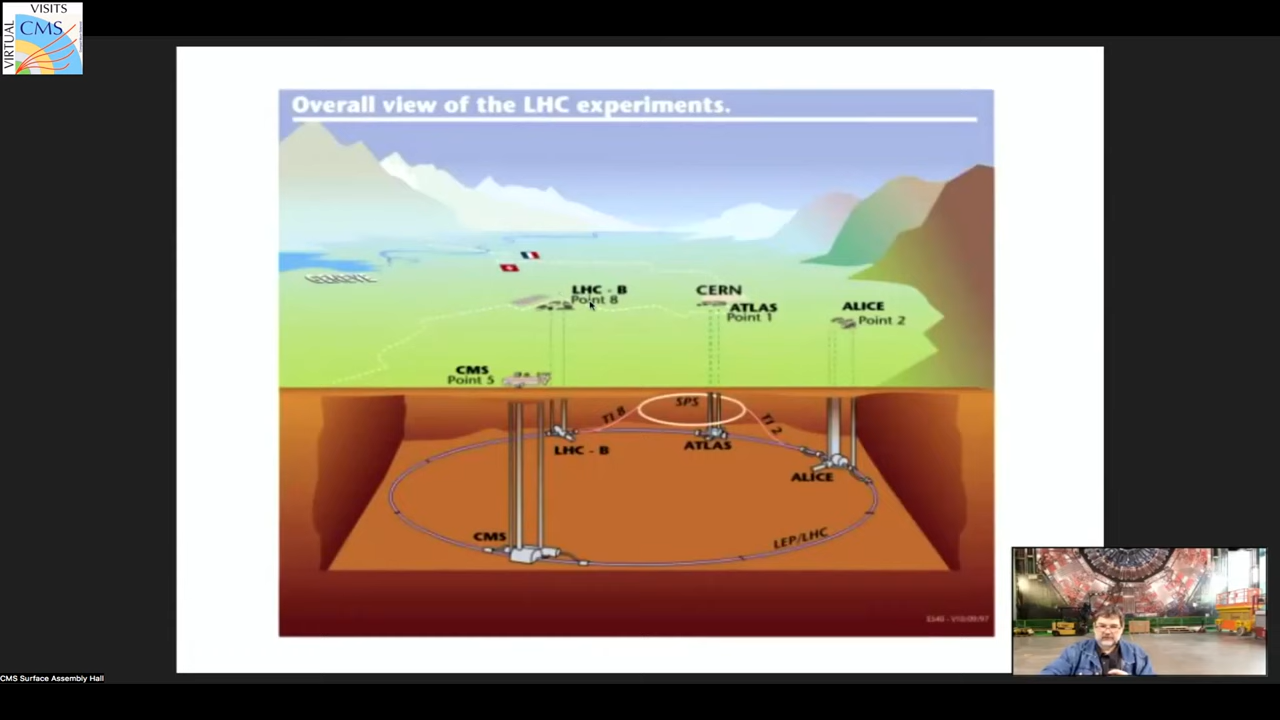 VISITS
CMS
VIRTUAL
Overall view of the LHC experiments.
GENEVE
LHC - B
Point 8
CERN
ATLAS
Point 1
ALICE
Point 2
CMS
Point 5
SPS
TI 8
TI 2
LHC - B
ATLAS
ALICE
CMS
LEP/LHC
CMS Surface Assembly Hall